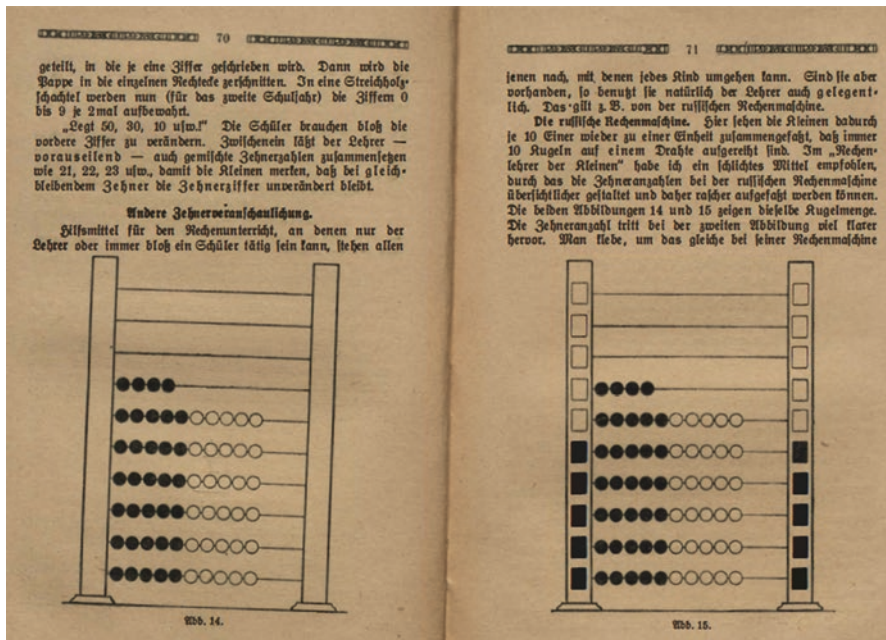 70
geteilt, in die je eine Ziffer geschrieben wird. Dann wird die
Pappe in die einzelnen Rechtecke zerschnitten. In eine Streichholz-
schachtel werden nun (für das zweite Schuljahr) die Ziffern 0
bis 9 je 2mal aufbewahrt.
„Legt 50, 30, 10 usw.!" Die Schüler brauchen bloß die
vordere Ziffer zu verändern. Zwischenein läßt der Lehrer —
vorauseilend — auch gemischte Zehnerzahlen zusammensetzen
wie 21, 22, 23 usw., damit die Kleinen merken, daß bei gleich-
bleibendem Zehner die Zehnerziffer unverändert bleibt.
Andere Zehnerveranschaulichung.
Hilfsmittel für den Rechenunterricht, an denen nur der
Lehrer oder immer bloß ein Schüler tätig sein kann, stehen allen
Abb. 14.
71
jenen nach, mit denen jedes Kind umgehen kann. Sind sie aber
vorhanden, so benutzt sie natürlich der Lehrer auch gelegent-
lich. Das gilt z. B. von der russischen Rechenmaschine.
Die russische Rechenmaschine. Hier sehen die Kleinen dadurch
je 10 Einer wieder zu einer Einheit zusammengefaßt, daß immer
10 Kugeln auf einem Drahte aufgereiht sind. Im „Rechen-
lehrer der Kleinen" habe ich ein schlichtes Mittel empfohlen,
durch das die Zehneranzahlen bei der russischen Rechenmaschine
übersichtlicher gestaltet und daher rascher aufgefaßt werden können.
Die beiden Abbildungen 14 und 15 zeigen dieselbe Kugelmenge.
Die Zehneranzahl tritt bei der zweiten Abbildung viel klarer
hervor. Man klebe, um das gleiche bei seiner Rechenmaschine
Abb. 15.